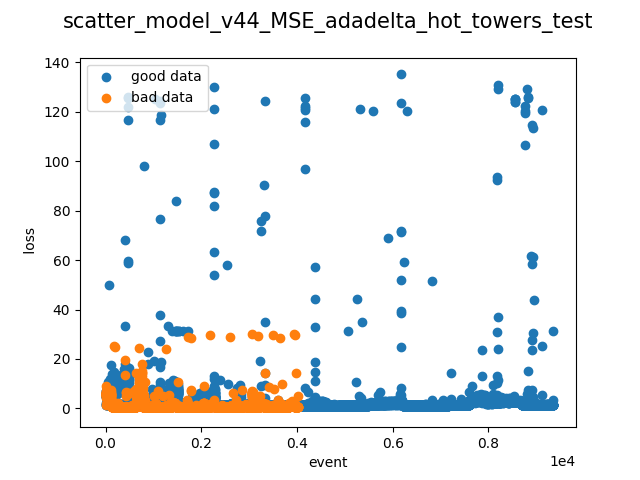 scatter_model_v44_MSE_adadelta_hot_towers_test
140
120
100
80
60
40
20
0
loss
good data
bad data
0.0
0.2
0.4
0.6
0.8
1e4
event